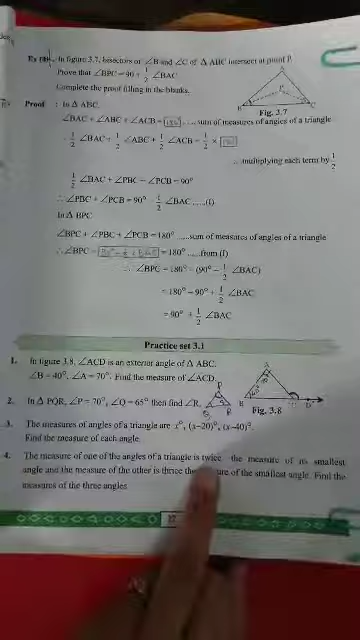 Ex (3) In figure 3.7, bisectors of ∠B and ∠C of Δ ABC intersect at point P.
Prove that ∠BPC = 90 + 1/2 ∠BAC
Complete the proof filling in the blanks.
Proof : In Δ ABC,
∠BAC + ∠ABC + ∠ACB = 180 .....sum of measures of angles of a triangle
Fig. 3.7
∴ 1/2 ∠BAC + 1/2 ∠ABC + 1/2 ∠ACB = 1/2 × 180
...multiplying each term by 1/2
1/2 ∠BAC + ∠PBC + ∠PCB = 90°
∴ ∠PBC + ∠PCB = 90° - 1/2 ∠BAC .....(I)
In Δ BPC
∠BPC + ∠PBC + ∠PCB = 180° .....sum of measures of angles of a triangle
∴ ∠BPC + = 180° .....from (I)
∴ ∠BPC = 180° - (90° - 1/2 ∠BAC)
= 180° - 90° + 1/2 ∠BAC
= 90° + 1/2 ∠BAC
Practice set 3.1
1. In figure 3.8, ∠ACD is an exterior angle of Δ ABC.
∠B = 40°, ∠A = 70°. Find the measure of ∠ACD.
2. In Δ PQR, ∠P = 70°, ∠Q = 65° then find ∠R.
Fig. 3.8
3. The measures of angles of a triangle are x°, (x-20)°, (x-40)°.
Find the measure of each angle.
4. The measure of one of the angles of a triangle is twice the measure of its smallest
angle and the measure of the other is thrice the measure of the smallest angle. Find the
measures of the three angles.
27